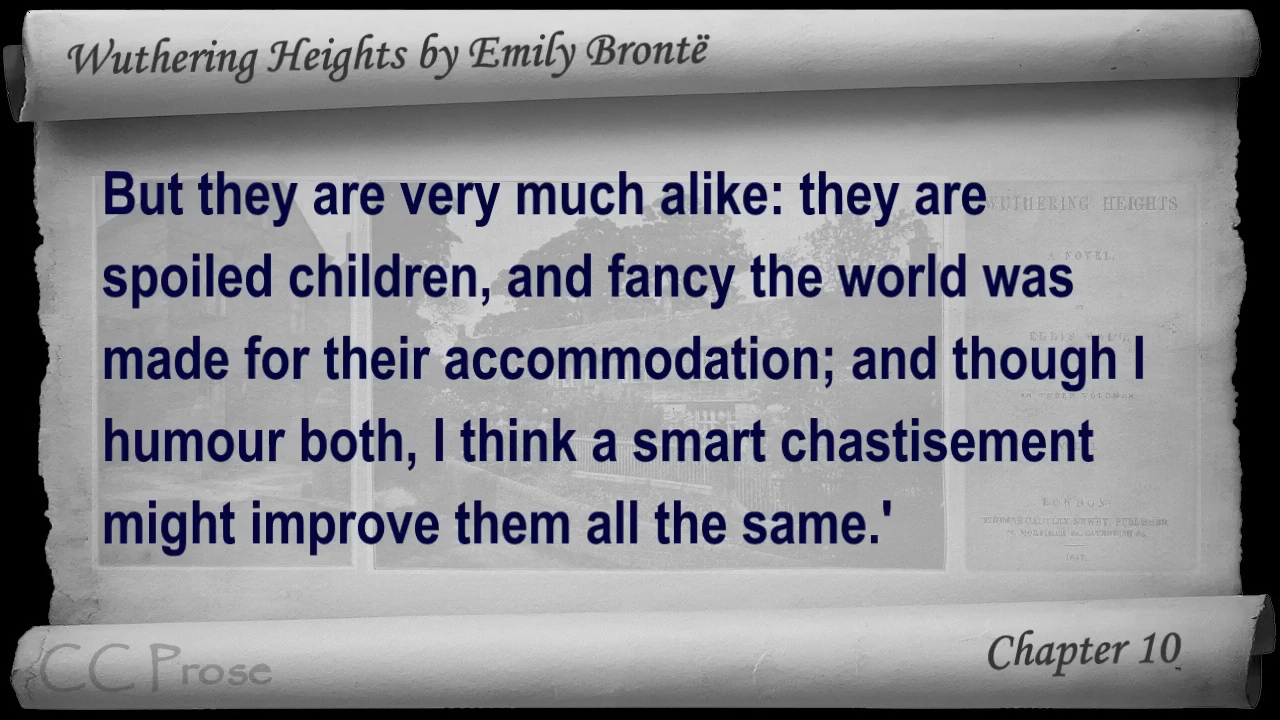 Wuthering Heights by Emily Brontë
But they are very much alike: they are
spoiled children, and fancy the world was
made for their accommodation; and though I
humour both, I think a smart chastisement
might improve them all the same.'
WUTHERING HEIGHTS
A NOVEL,
LONDON
1847.
Chapter 10
CC Prose